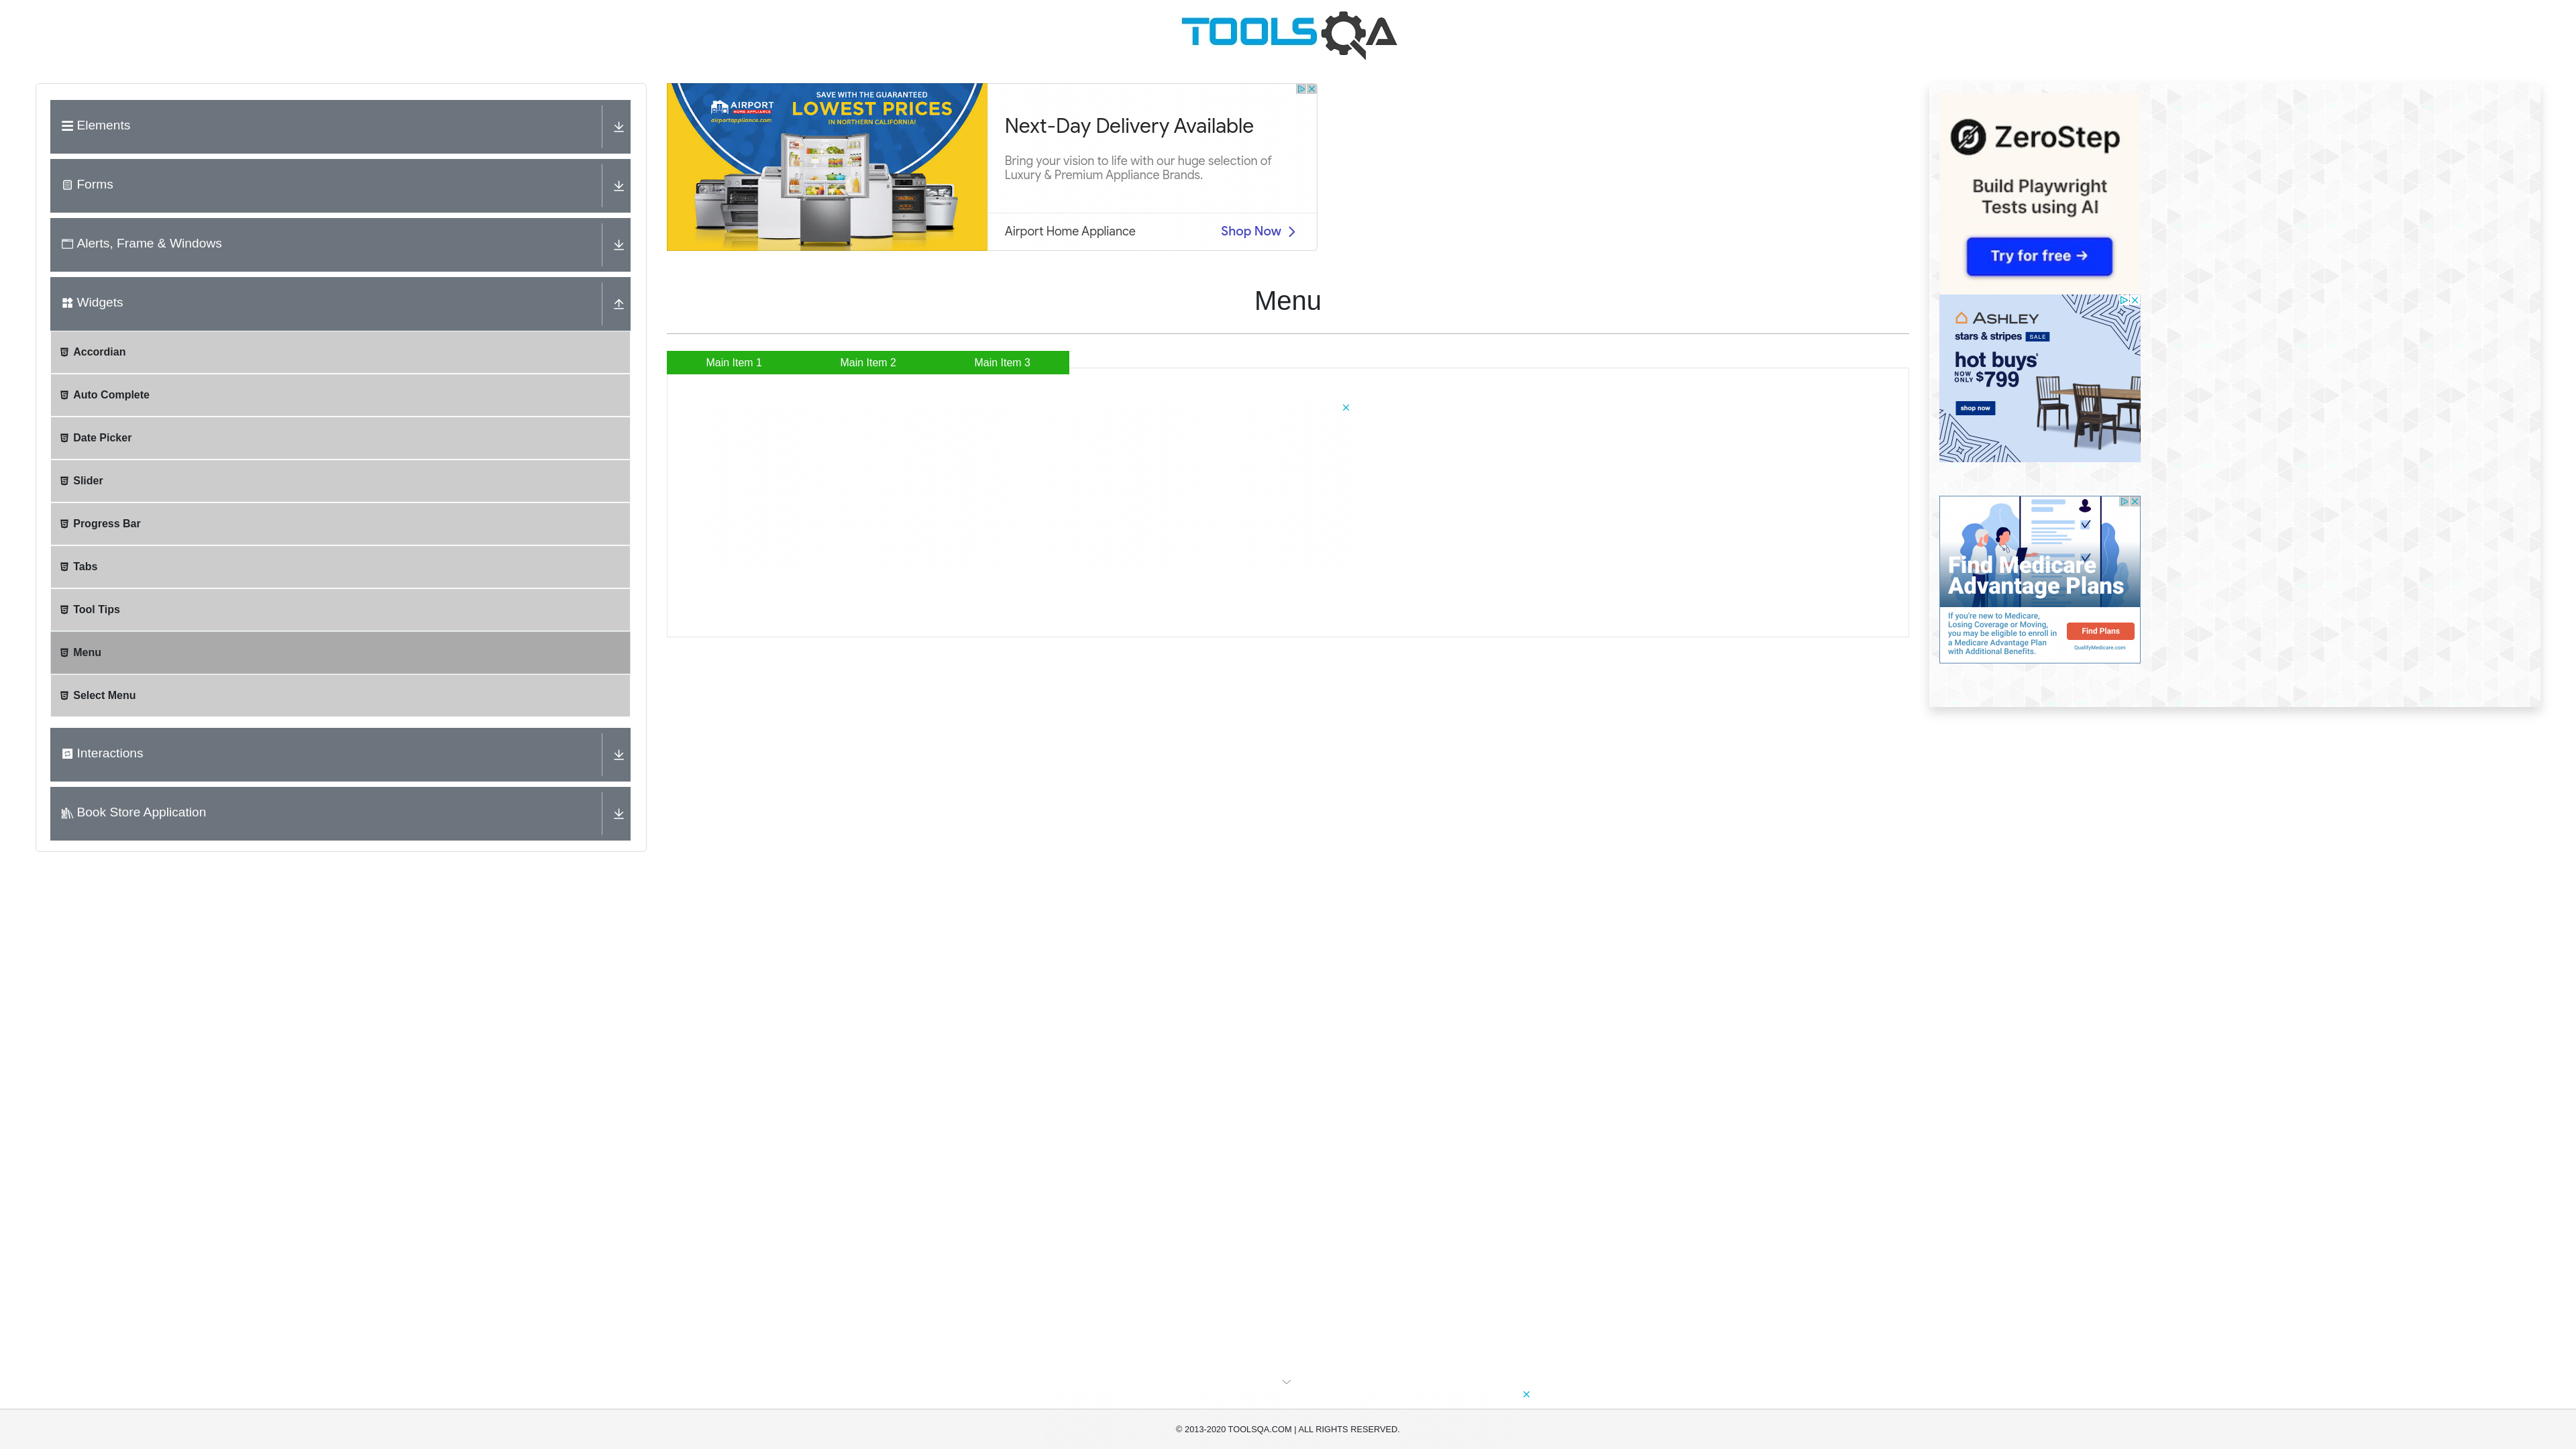 TOOLSQA
Elements
Forms
Alerts, Frame & Windows
Widgets
Accordian
Auto Complete
Date Picker
Slider
Progress Bar
Tabs
Tool Tips
Menu
Select Menu
Interactions
Book Store Application
SAVE WITH THE GUARANTEED
LOWEST PRICES
IN NORTHERN CALIFORNIA!
AIRPORT
HOME APPLIANCE
airportappliance.com
Next-Day Delivery Available
Bring your vision to life with our huge selection of
Luxury & Premium Appliance Brands.
Airport Home Appliance
Shop Now
Menu
Main Item 1
Main Item 2
Main Item 3
ZeroStep
Build Playwright
Tests using AI
Try for free →
ASHLEY
stars & stripes SALE
hot buys*
NOW
ONLY $799
shop now
Find Medicare
Advantage Plans
If you're new to Medicare,
Losing Coverage or Moving,
you may be eligible to enroll in
a Medicare Advantage Plan
with Additional Benefits.
Find Plans
QualifyMedicare.com
© 2013-2020 TOOLSQA.COM | ALL RIGHTS RESERVED.